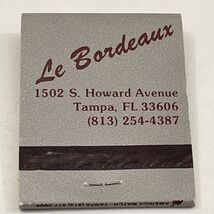 Le Bordeaux
1502 S. Howard Avenue
Tampa, FL 33606
(813) 254-4387